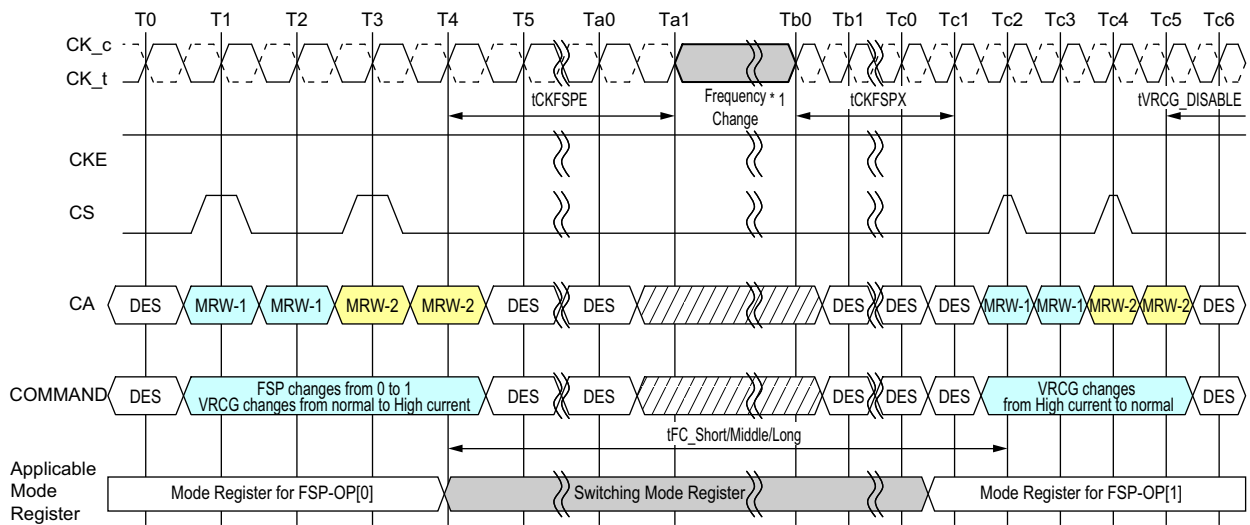 T0 T1 T2 T3 T4 T5 Ta0 Ta1 Tb0 Tb1 Tc0 Tc1 Tc2 Tc3 Tc4 Tc5 Tc6
CK_c
CK_t
tCKFSPE
Frequency * 1
Change
tCKFSPX
tVRCG_DISABLE
CKE
CS
CA DES MRW-1 MRW-1 MRW-2 MRW-2 DES DES DES DES DES MRW-1 MRW-1 MRW-2 MRW-2 DES
COMMAND DES
FSP changes from 0 to 1
VRCG changes from normal to High current
DES DES DES DES DES
VRCG changes
from High current to normal
DES
tFC_Short/Middle/Long
Applicable
Mode
Register
Mode Register for FSP-OP[0]
Switching Mode Register
Mode Register for FSP-OP[1]